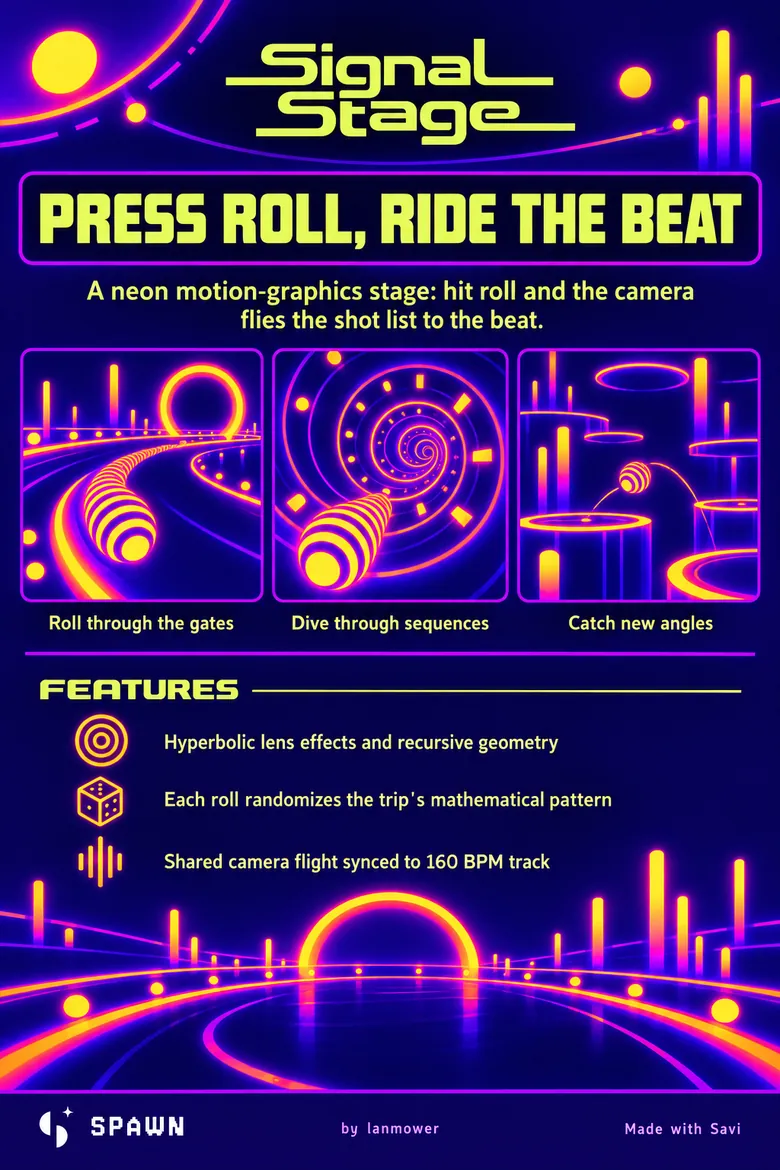 Signal
Stage
PRESS ROLL, RIDE THE BEAT
A neon motion-graphics stage: hit roll and the camera
flies the shot list to the beat.
Roll through the gates
Dive through sequences
Catch new angles
FEATURES
Hyperbolic lens effects and recursive geometry
Each roll randomizes the trip's mathematical pattern
Shared camera flight synced to 160 BPM track
SPAWN
by lanmower
Made with Savi